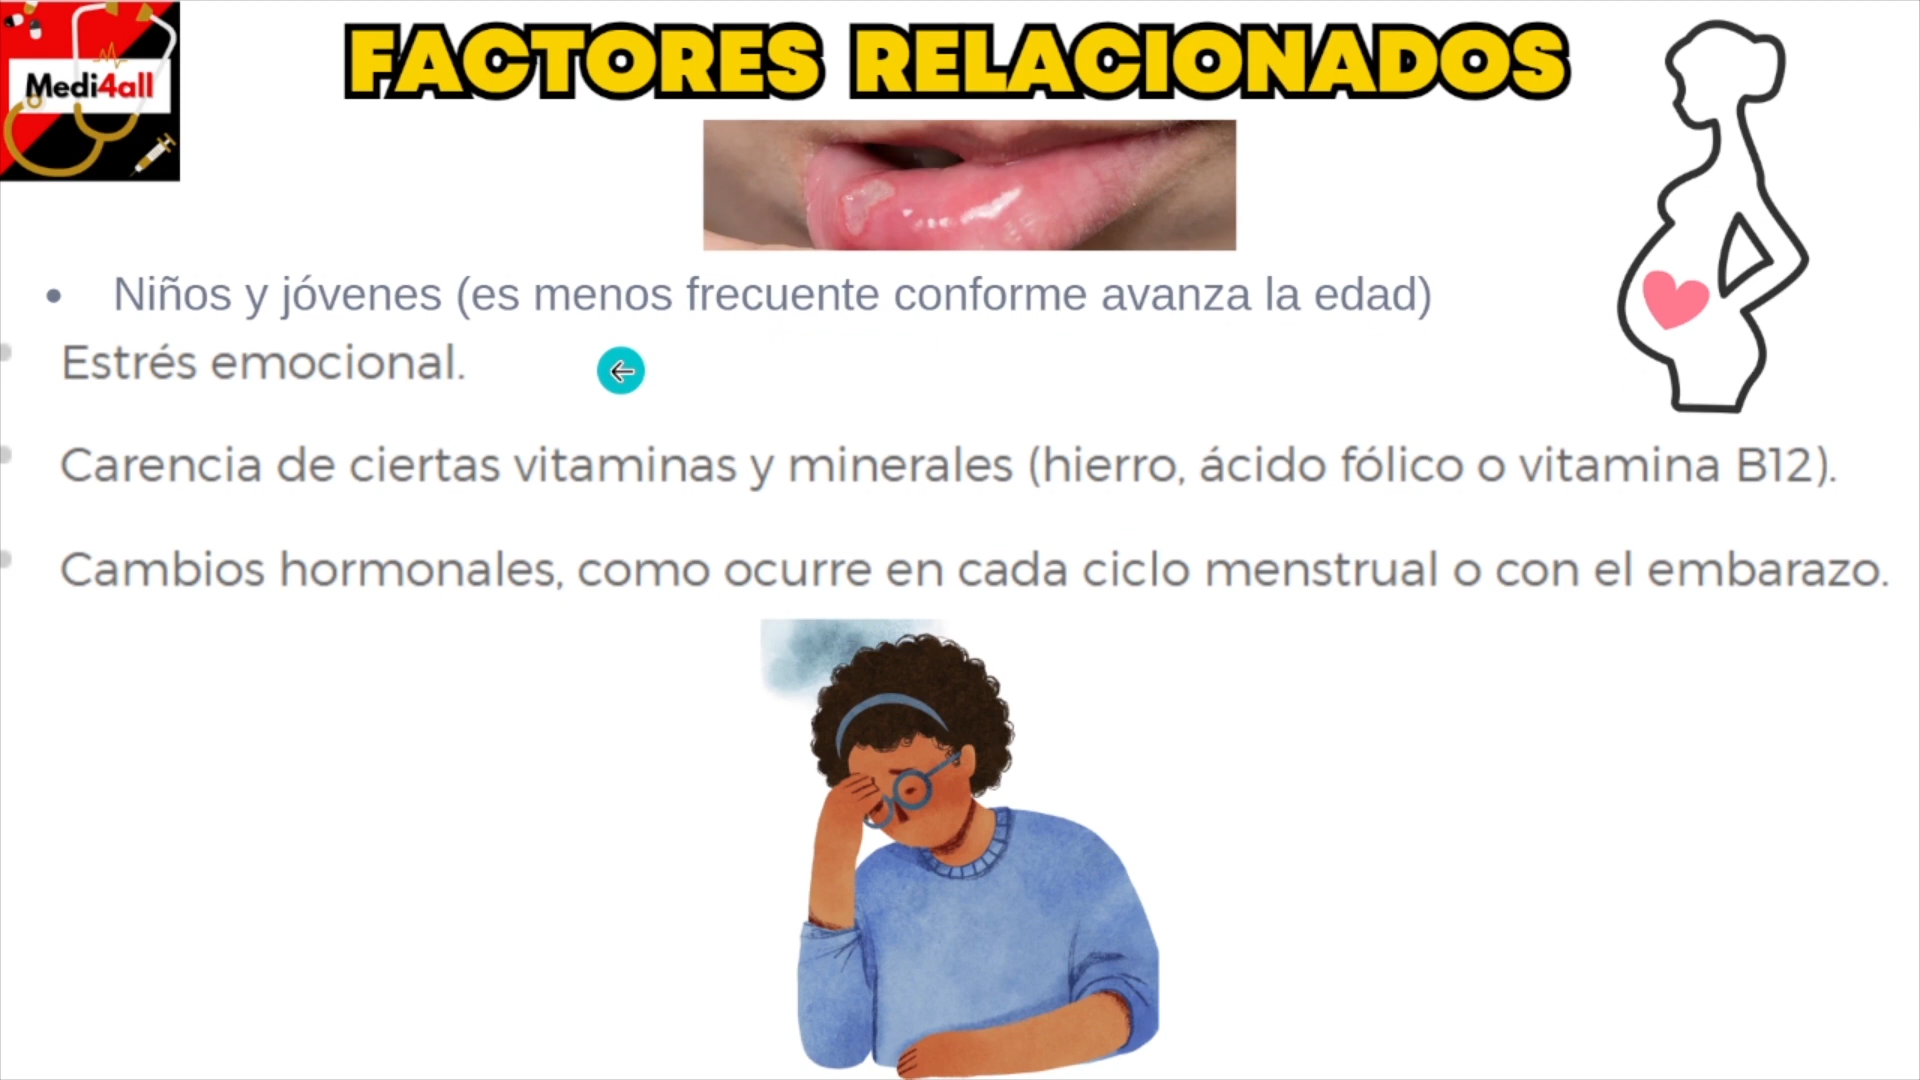 Medi4all
FACTORES RELACIONADOS
• Niños y jóvenes (es menos frecuente conforme avanza la edad)
Estrés emocional.
Carencia de ciertas vitaminas y minerales (hierro, ácido fólico o vitamina B12).
Cambios hormonales, como ocurre en cada ciclo menstrual o con el embarazo.